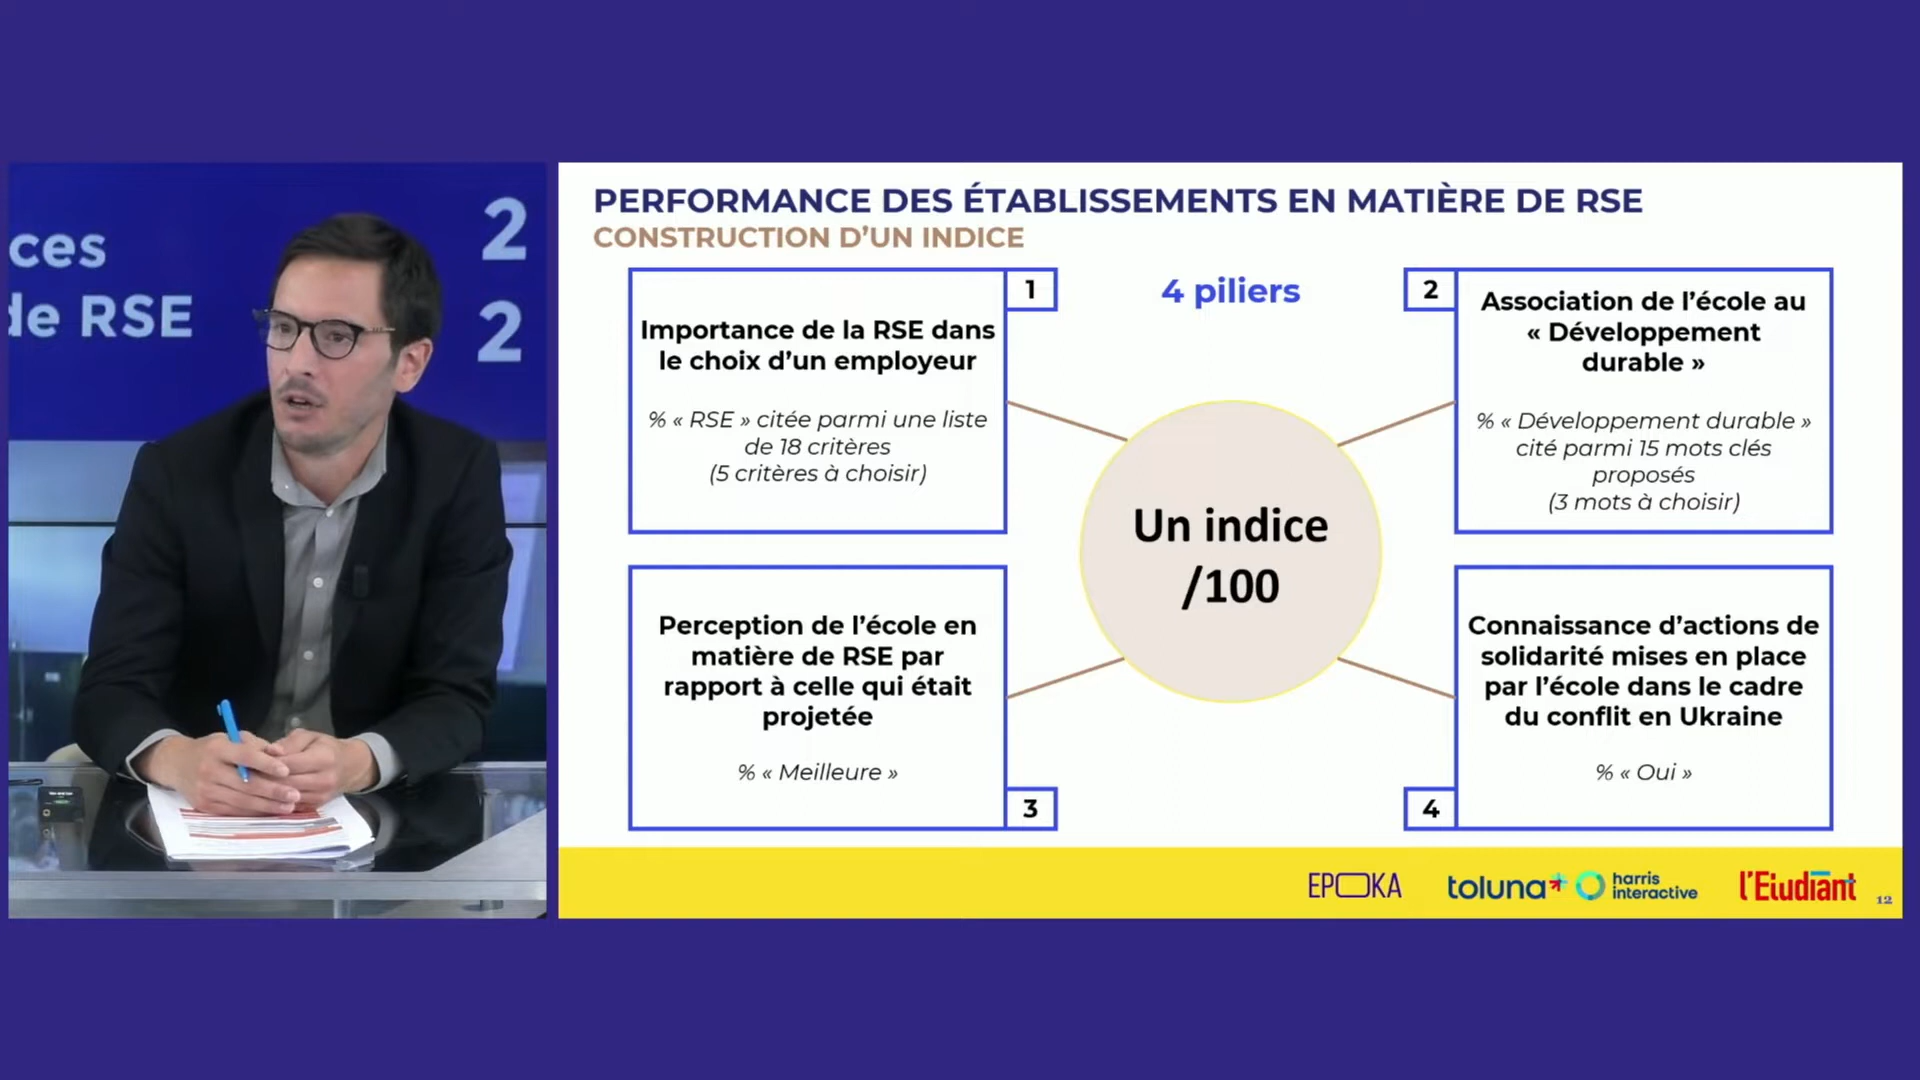 ces
de RSE
2
2
PERFORMANCE DES ÉTABLISSEMENTS EN MATIÈRE DE RSE
CONSTRUCTION D’UN INDICE
4 piliers
1
Importance de la RSE dans
le choix d’un employeur
% « RSE » citée parmi une liste
de 18 critères
(5 critères à choisir)
2
Association de l’école au
« Développement
durable »
% « Développement durable »
cité parmi 15 mots clés
proposés
(3 mots à choisir)
Un indice
/100
Perception de l’école en
matière de RSE par
rapport à celle qui était
projetée
% « Meilleure »
3
Connaissance d’actions de
solidarité mises en place
par l’école dans le cadre
du conflit en Ukraine
% « Oui »
4
EPOKA
toluna*
harris
interactive
l’Etudiant
12